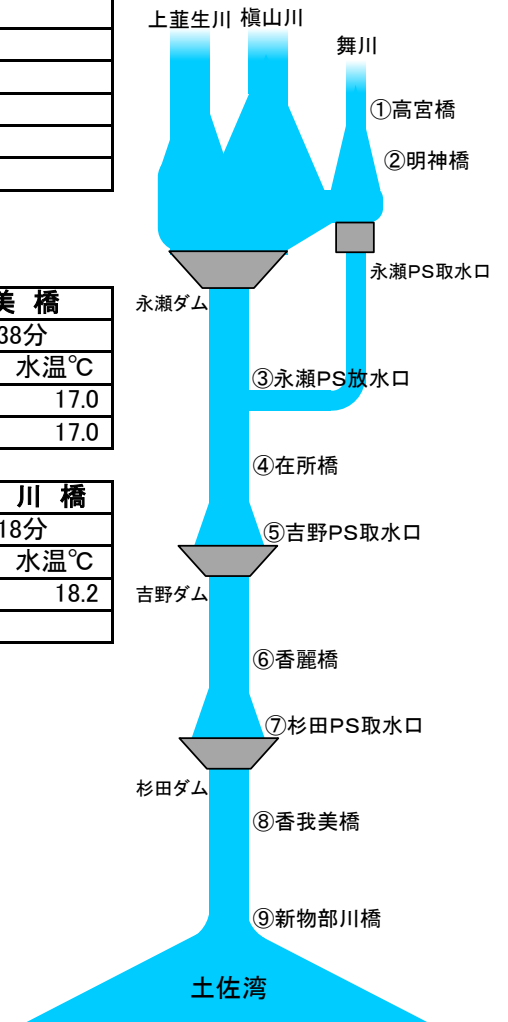 上韮生川 槇山川
舞川
①高宮橋
②明神橋
永瀬PS取水口
永瀬ダム
③永瀬PS放水口
④在所橋
⑤吉野PS取水口
吉野ダム
⑥香麗橋
⑦杉田PS取水口
杉田ダム
⑧香我美橋
⑨新物部川橋
土佐湾
美 橋
38分
水温℃
17.0
17.0
川 橋
18分
水温℃
18.2